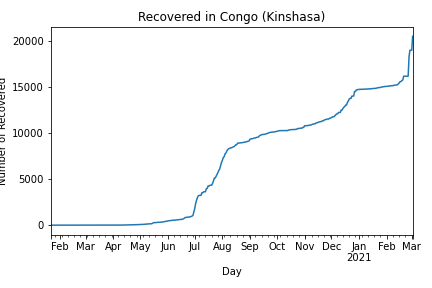 Recovered in Congo (Kinshasa)
Number of Recovered
20000
15000
10000
5000
0
Feb Mar Apr May Jun Jul Aug Sep Oct Nov Dec Jan Feb Mar
2021
Day